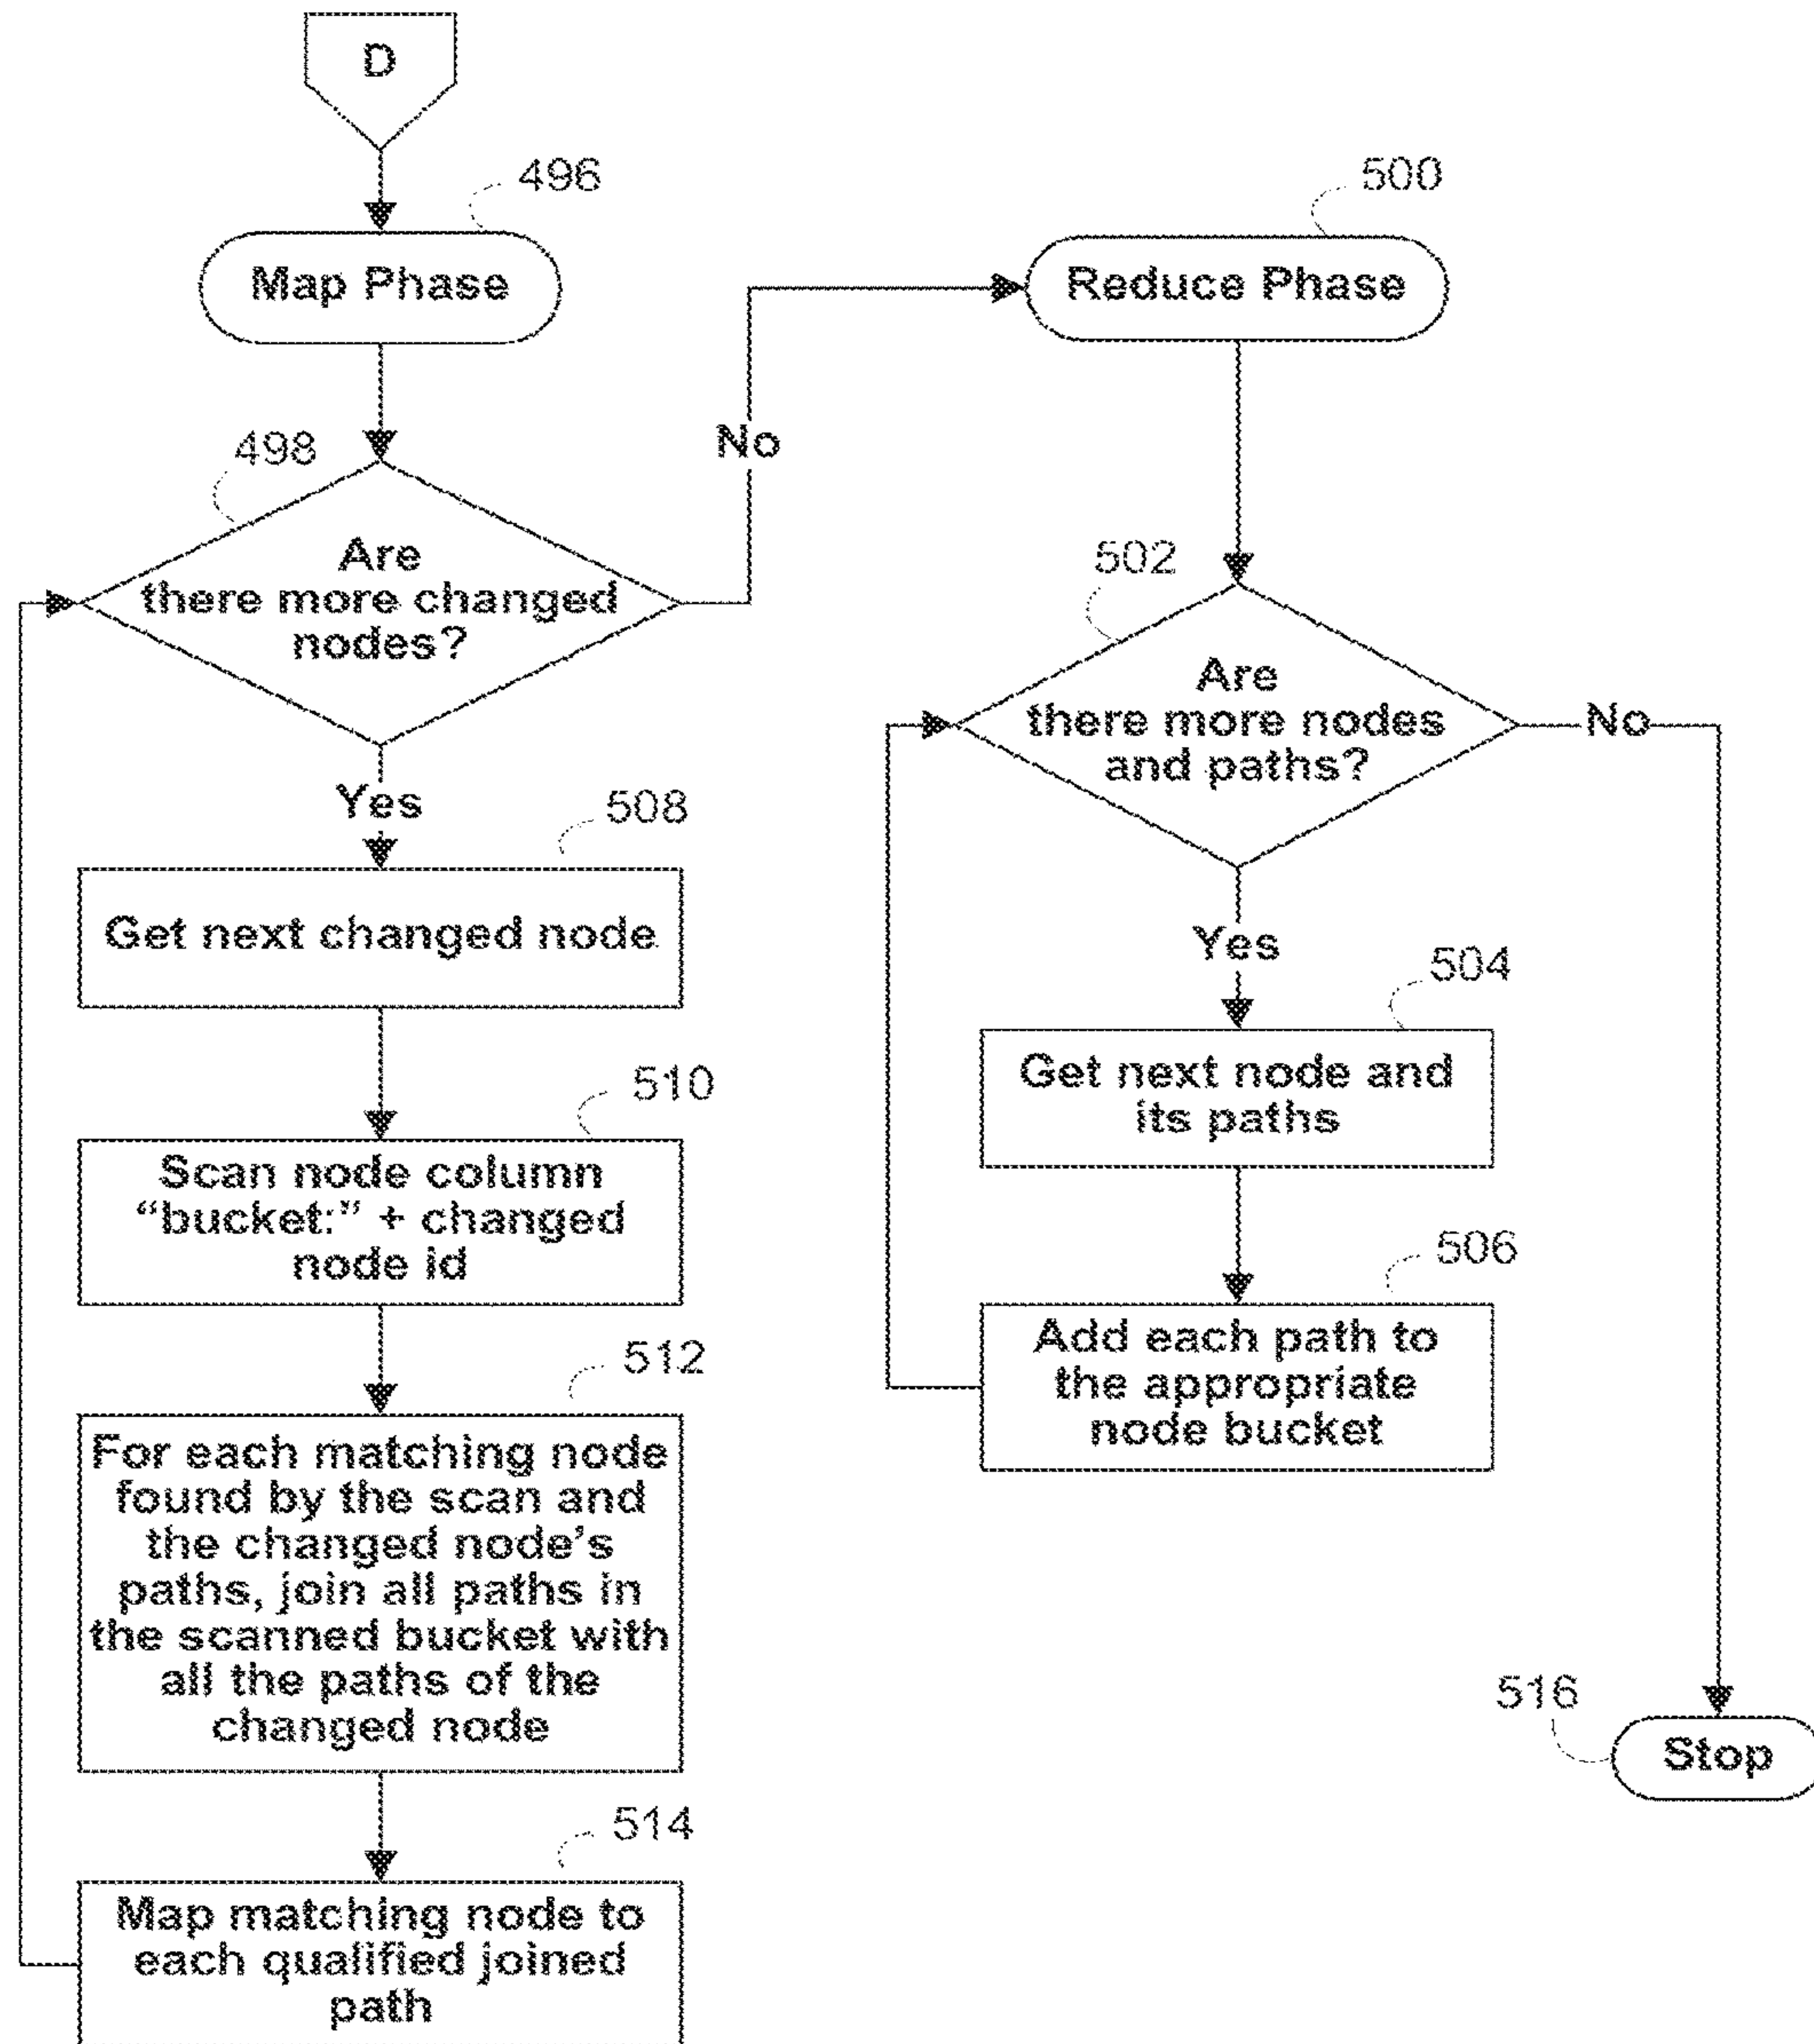 D
496
Map Phase
498
Are
there more changed
nodes?
No
Yes
508
Get next changed node
510
Scan node column
“bucket:” + changed
node id
512
For each matching node
found by the scan and
the changed node’s
paths, join all paths in
the scanned bucket with
all the paths of the
changed node
514
Map matching node to
each qualified joined
path
500
Reduce Phase
502
Are
there more nodes
and paths?
No
Yes
504
Get next node and
its paths
506
Add each path to
the appropriate
node bucket
516
Stop